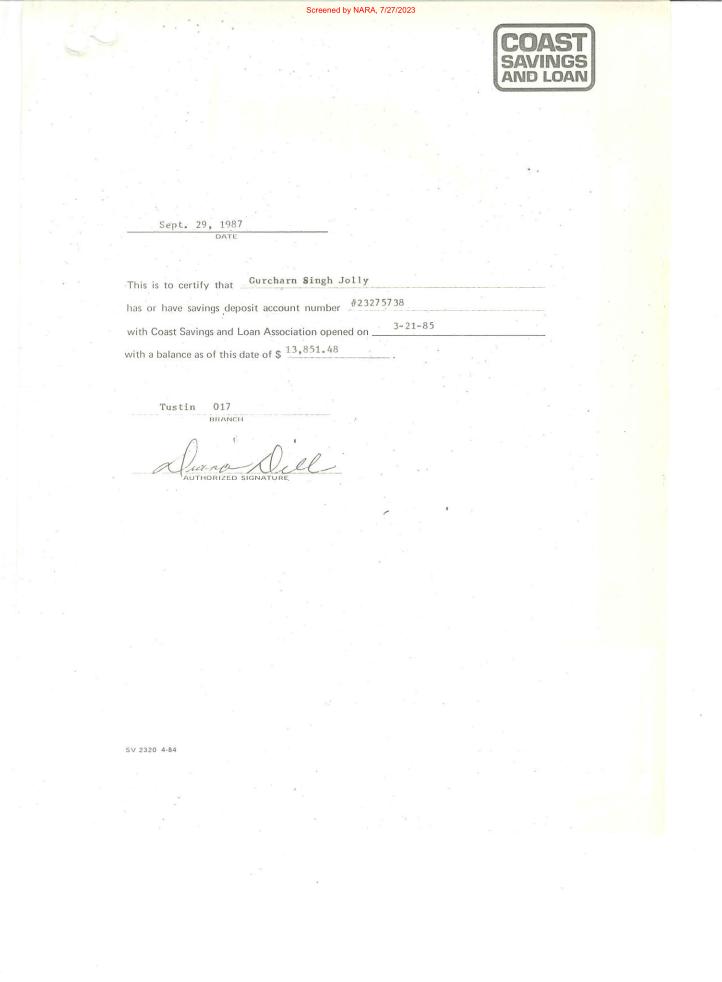 Screened by NARA, 7/27/2023
COAST
SAVINGS
AND LOAN
Sept. 29, 1987
DATE
This is to certify that Gurcharn Singh Jolly
has or have savings deposit account number #23275738
with Coast Savings and Loan Association opened on 3-21-85
with a balance as of this date of $ 13,851.48 .
Tustin 017
BRANCH
Diana Dill
AUTHORIZED SIGNATURE
SV 2320 4-84